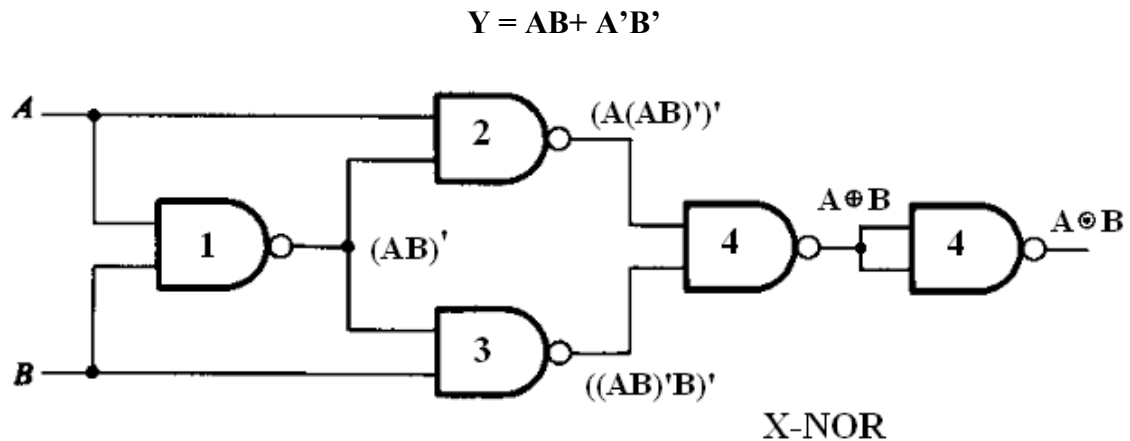 Y = AB+ A’B’
A
2
(A(AB)')'
1
(AB)'
4
A⊕B
4
A⊙B
B
3
((AB)'B)'
X-NOR